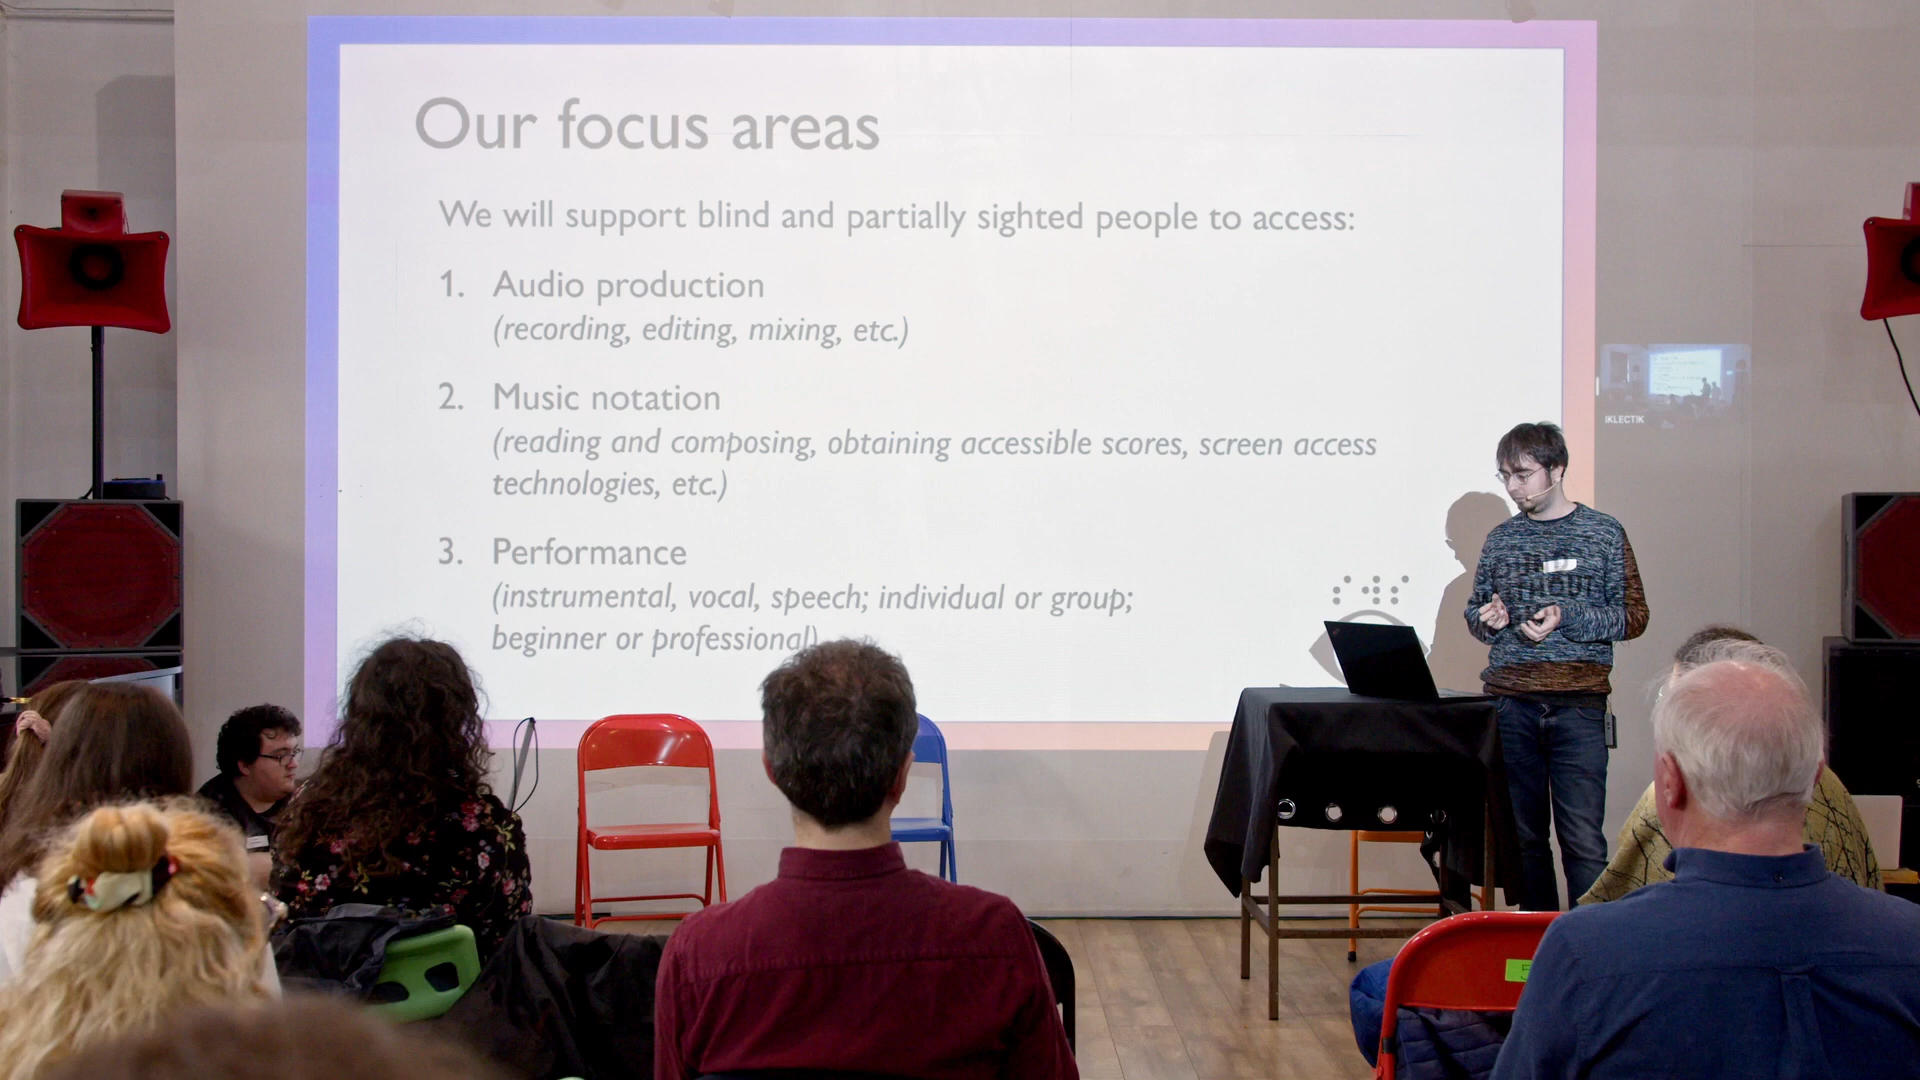 Our focus areas
We will support blind and partially sighted people to access:
1. Audio production
(recording, editing, mixing, etc.)
2. Music notation
(reading and composing, obtaining accessible scores, screen access
technologies, etc.)
3. Performance
(instrumental, vocal, speech; individual or group;
beginner or professional)
IKLECTIK